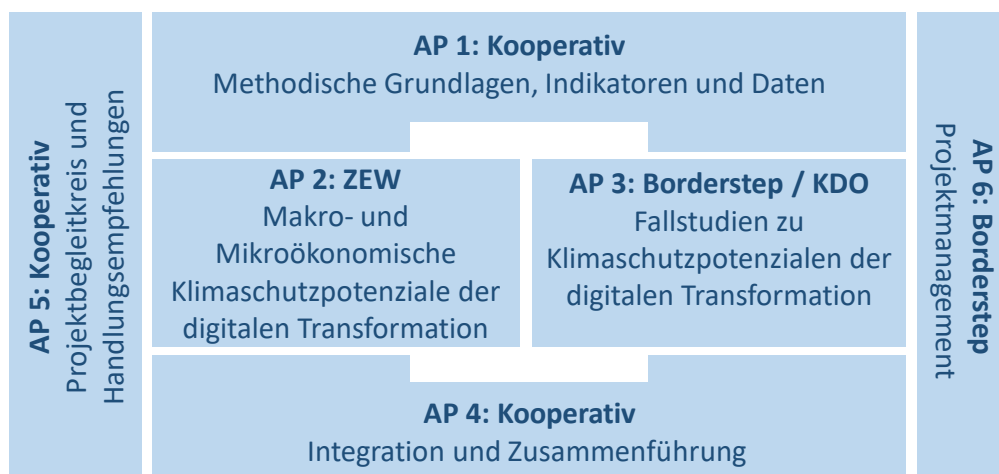 AP 1: Kooperativ
Methodische Grundlagen, Indikatoren und Daten
AP 5: Kooperativ
Projektbegleitkreis und
Handlungsempfehlungen
AP 2: ZEW
Makro- und
Mikroökonomische
Klimaschutzpotenziale der
digitalen Transformation
AP 3: Borderstep / KDO
Fallstudien zu
Klimaschutzpotenzialen der
digitalen Transformation
AP 6: Borderstep
Projektmanagement
AP 4: Kooperativ
Integration und Zusammenführung